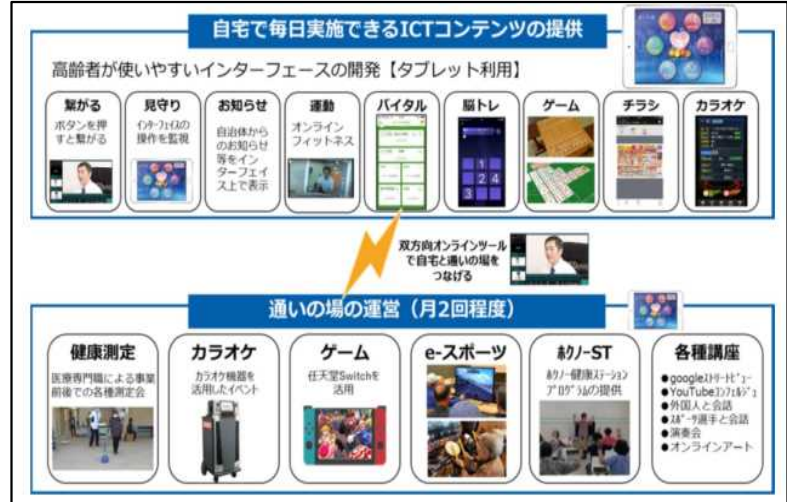 自宅で毎日実施できるICTコンテンツの提供
高齢者が使いやすいインターフェースの開発【タブレット利用】
繋がる
ボタンを押
すと繋がる
見守り
インターフェイスの
操作を監視
お知らせ
自治体から
のお知らせ
等をイン
ターフェイ
ス上で表示
運動
オンライン
フィットネス
バイタル
脳トレ
1
2 4
3
ゲーム
チラシ
カラオケ
双方向オンラインツール
で自宅と通いの場を
つなげる
通いの場の運営（月2回程度）
健康測定
医療専門職による事業
前後での各種測定会
カラオケ
カラオケ機器を
活用したイベント
ゲーム
任天堂Switchを
活用
e-スポーツ
ホクノーST
ホクノー健康ステーション
プログラムの提供
各種講座
●googleストリートビュー
●YouTubeコンフェルジュ
●外国人と会話
●スポーツ選手と会話
●演奏会
●オンラインアート